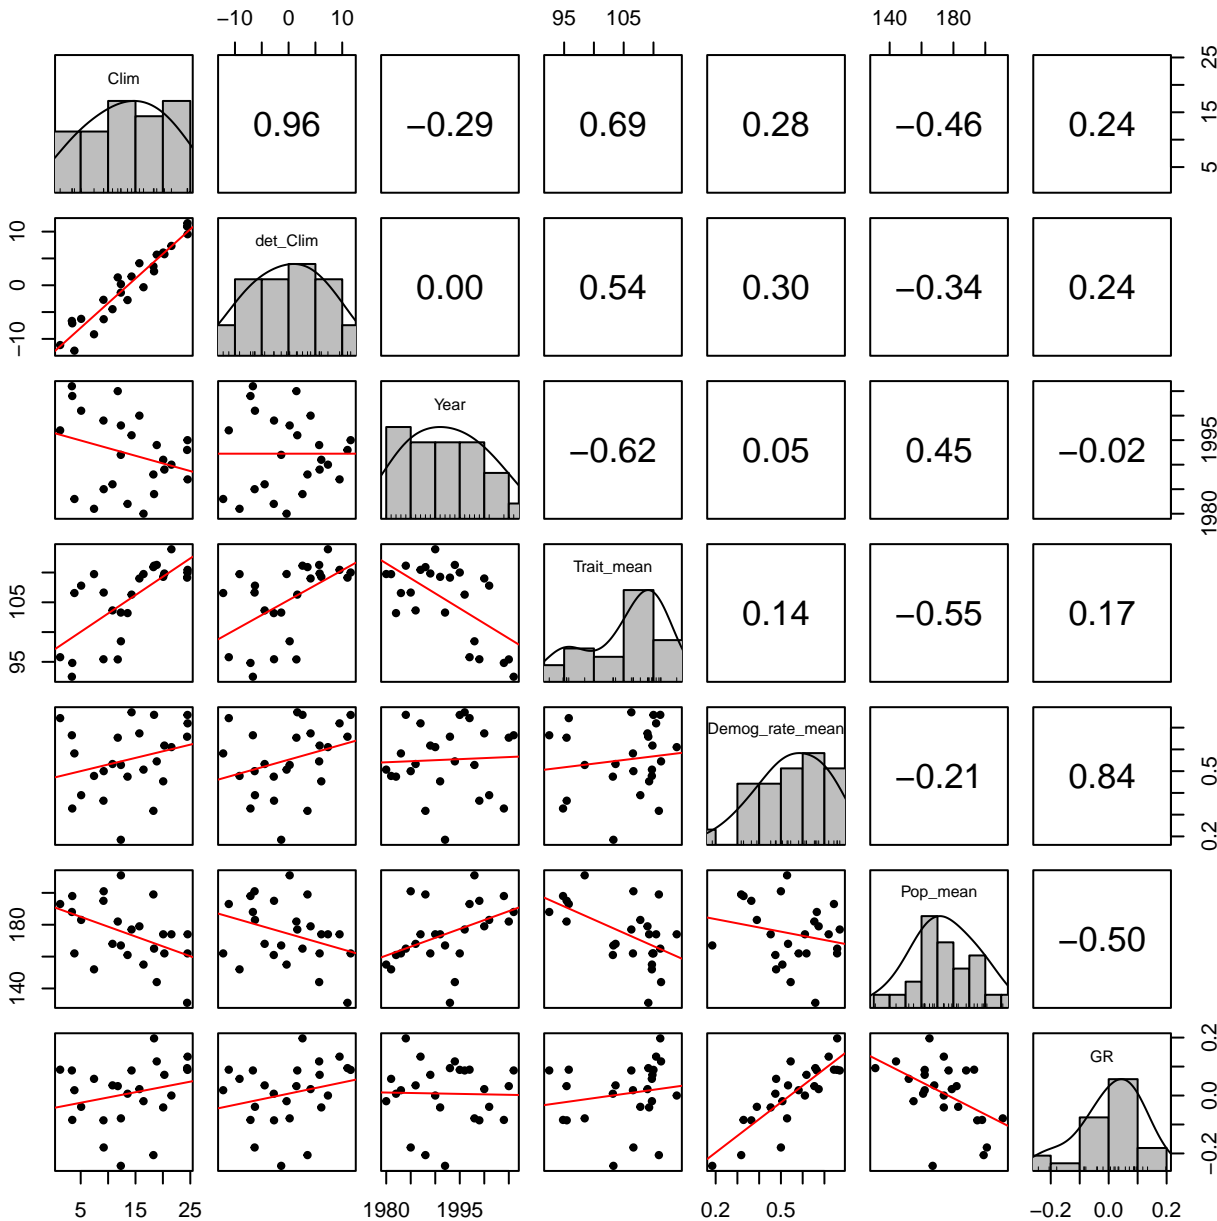 −10 0 10 95 105 140 180
Clim 0.96 −0.29 0.69 0.28 −0.46 0.24 5 15 25
−10 0 10 det_Clim 0.00 0.54 0.30 −0.34 0.24
Year −0.62 0.05 0.45 −0.02 1980 1995
95 105 Trait_mean 0.14 −0.55 0.17
Demog_rate_mean −0.21 0.84 0.2 0.5
140 180 Pop_mean −0.50
GR −0.2 0.0 0.2
5 15 25 1980 1995 0.2 0.5 −0.2 0.0 0.2